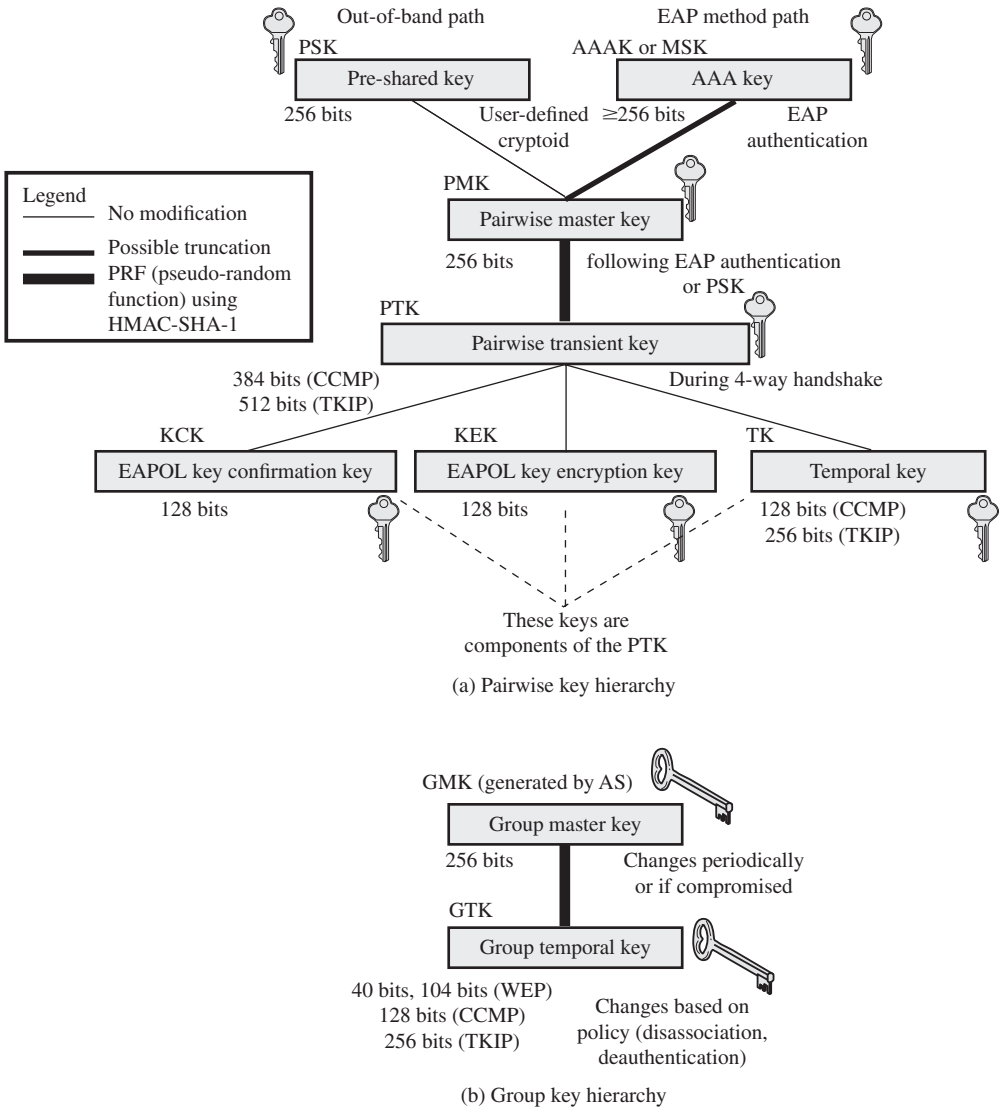 Out-of-band path
EAP method path
PSK
AAAK or MSK
Pre-shared key
AAA key
256 bits
User-defined
cryptoid
≥256 bits
EAP
authentication
Legend
No modification
Possible truncation
PRF (pseudo-random
function) using
HMAC-SHA-1
PMK
Pairwise master key
256 bits
following EAP authentication
or PSK
PTK
Pairwise transient key
384 bits (CCMP)
512 bits (TKIP)
During 4-way handshake
KCK
KEK
TK
EAPOL key confirmation key
EAPOL key encryption key
Temporal key
128 bits
128 bits
128 bits (CCMP)
256 bits (TKIP)
These keys are
components of the PTK
(a) Pairwise key hierarchy
GMK (generated by AS)
Group master key
256 bits
Changes periodically
or if compromised
GTK
Group temporal key
40 bits, 104 bits (WEP)
128 bits (CCMP)
256 bits (TKIP)
Changes based on
policy (disassociation,
deauthentication)
(b) Group key hierarchy